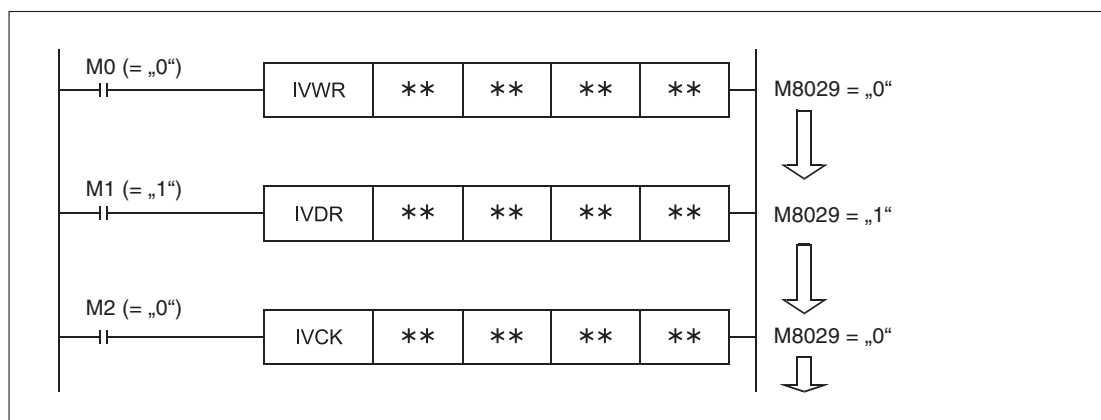 M0 (= „0“)
IVWR ** ** ** ** M8029 = „0“
M1 (= „1“)
IVDR ** ** ** ** M8029 = „1“
M2 (= „0“)
IVCK ** ** ** ** M8029 = „0“